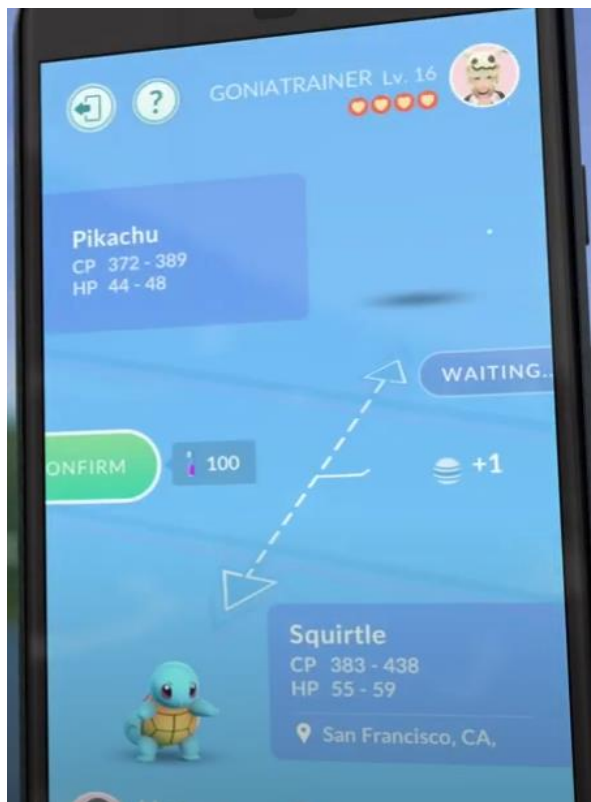 ?
GONIATRAINER Lv. 16
Pikachu
CP 372 - 389
HP 44 - 48
WAITING..
ONFIRM
100
+1
Squirtle
CP 383 - 438
HP 55 - 59
San Francisco, CA,